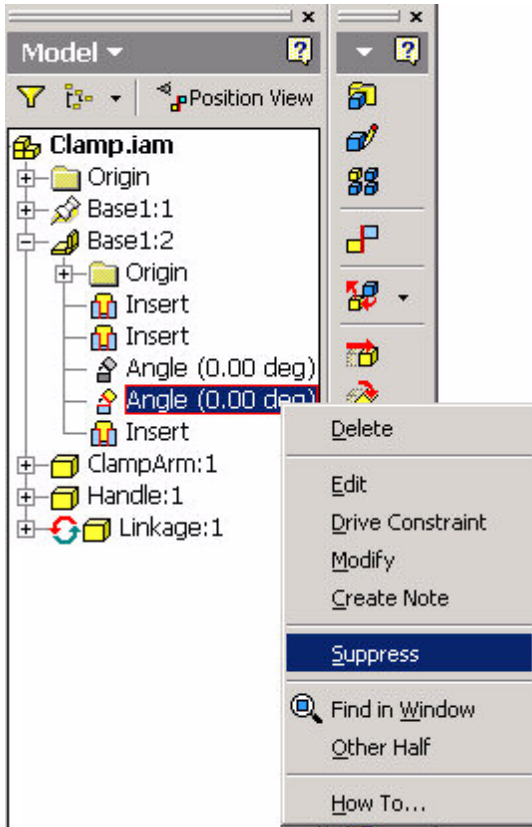 Model
Position View
Clamp.iam
Origin
Base1:1
Base1:2
Origin
Insert
Insert
Angle (0.00 deg)
Angle (0.00 deg)
Insert
ClampArm:1
Handle:1
Linkage:1
Delete
Edit
Drive Constraint
Modify
Create Note
Suppress
Find in Window
Other Half
How To...